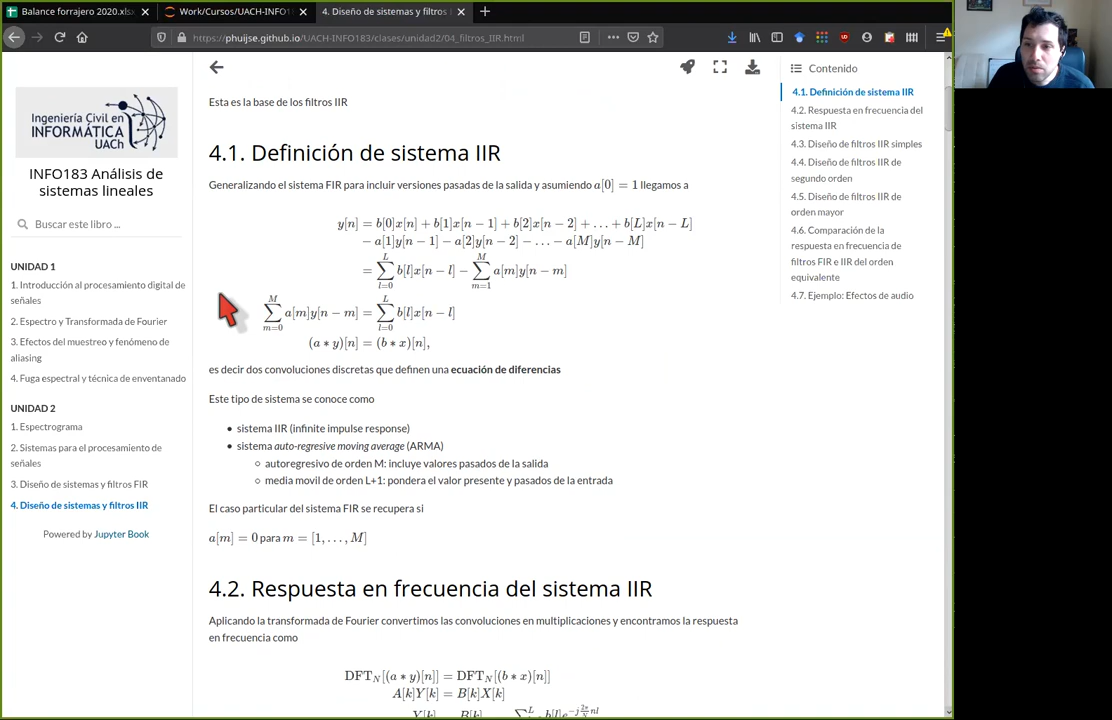 Balance forrajero 2020.xlsx
Work/Cursos/UACH-INFO1
4. Diseño de sistemas y filtros
https://phuijse.github.io/UACH-INFO183/clases/unidad2/04_filtros_IIR.html
Ingeniería Civil en
INFORMÁTICA
UACh
INFO183 Análisis de
sistemas lineales
Buscar este libro ...
UNIDAD 1
1. Introducción al procesamiento digital de
señales
2. Espectro y Transformada de Fourier
3. Efectos del muestreo y fenómeno de
aliasing
4. Fuga espectral y técnica de enventanado
UNIDAD 2
1. Espectrograma
2. Sistemas para el procesamiento de
señales
3. Diseño de sistemas y filtros FIR
4. Diseño de sistemas y filtros IIR
Powered by Jupyter Book
Esta es la base de los filtros IIR
4.1. Definición de sistema IIR
Generalizando el sistema FIR para incluir versiones pasadas de la salida y asumiendo a[0] = 1 llegamos a
y[n] = b[0]x[n] + b[1]x[n − 1] + b[2]x[n − 2] + … + b[L]x[n − L]
− a[1]y[n − 1] − a[2]y[n − 2] − … − a[M]y[n − M]
= ∑_{l=0}^{L} b[l]x[n − l] − ∑_{m=1}^{M} a[m]y[n − m]
∑_{m=0}^{M} a[m]y[n − m] = ∑_{l=0}^{L} b[l]x[n − l]
(a ∗ y)[n] = (b ∗ x)[n],
es decir dos convoluciones discretas que definen una ecuación de diferencias
Este tipo de sistema se conoce como
• sistema IIR (infinite impulse response)
• sistema auto-regresive moving average (ARMA)
○ autoregresivo de orden M: incluye valores pasados de la salida
○ media movil de orden L+1: pondera el valor presente y pasados de la entrada
El caso particular del sistema FIR se recupera si
a[m] = 0 para m = [1, … , M]
4.2. Respuesta en frecuencia del sistema IIR
Aplicando la transformada de Fourier convertimos las convoluciones en multiplicaciones y encontramos la respuesta
en frecuencia como
DFT_N[(a ∗ y)[n]] = DFT_N[(b ∗ x)[n]]
A[k]Y[k] = B[k]X[k]
Contenido
4.1. Definición de sistema IIR
4.2. Respuesta en frecuencia del
sistema IIR
4.3. Diseño de filtros IIR simples
4.4. Diseño de filtros IIR de
segundo orden
4.5. Diseño de filtros IIR de
orden mayor
4.6. Comparación de la
respuesta en frecuencia de
filtros FIR e IIR del orden
equivalente
4.7. Ejemplo: Efectos de audio